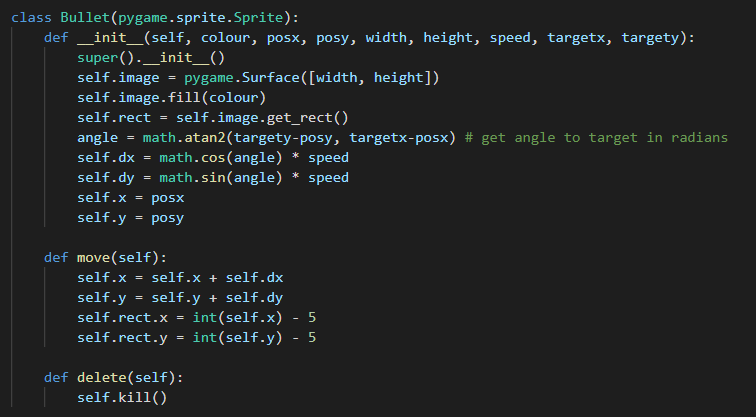 class Bullet(pygame.sprite.Sprite):
    def __init__(self, colour, posx, posy, width, height, speed, targetx, targety):
        super().__init__()
        self.image = pygame.Surface([width, height])
        self.image.fill(colour)
        self.rect = self.image.get_rect()
        angle = math.atan2(targety-posy, targetx-posx) # get angle to target in radians
        self.dx = math.cos(angle) * speed
        self.dy = math.sin(angle) * speed
        self.x = posx
        self.y = posy

    def move(self):
        self.x = self.x + self.dx
        self.y = self.y + self.dy
        self.rect.x = int(self.x) - 5
        self.rect.y = int(self.y) - 5

    def delete(self):
        self.kill()